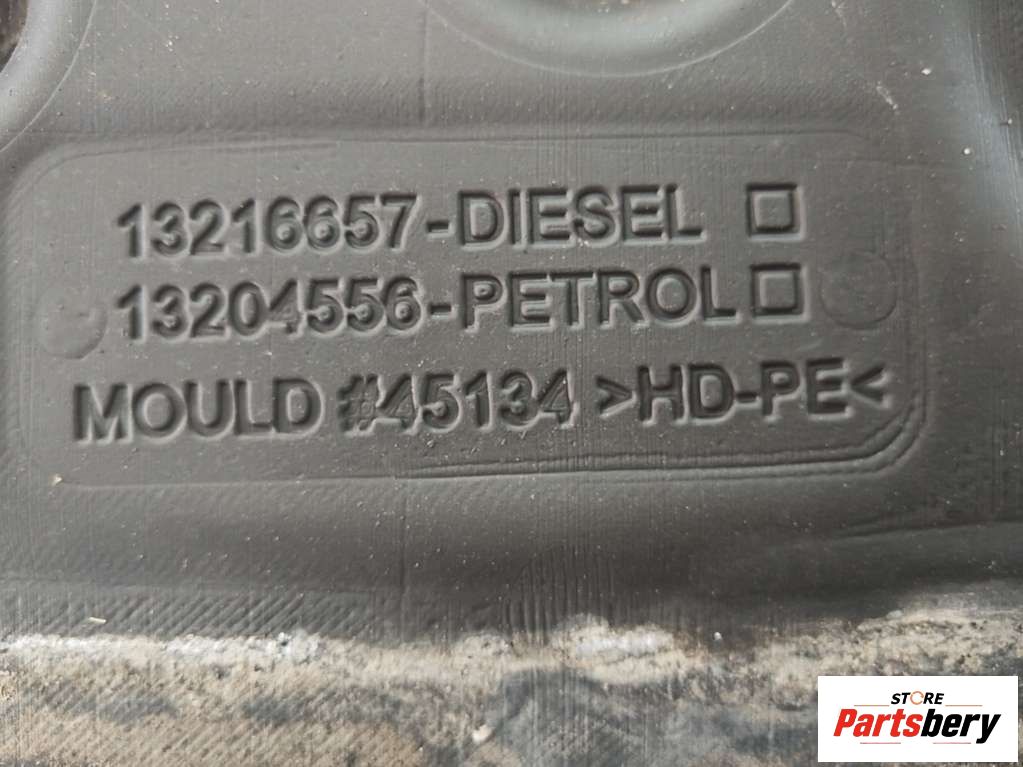 13216657-DIESEL □
13204556-PETROL □
MOULD #45134 >HD-PE<
STORE
Partsbery